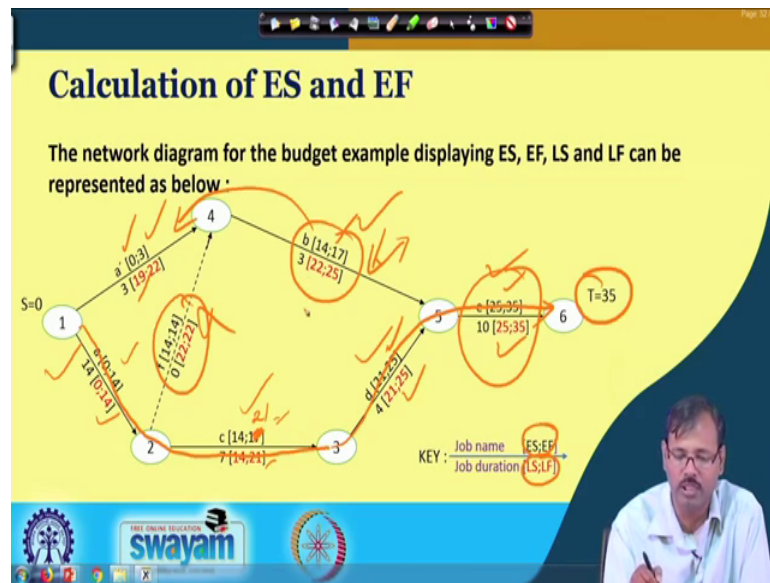 Page: 52
Calculation of ES and EF
The network diagram for the budget example displaying ES, EF, LS and LF can be
represented as below :
4
a' [0;3]
3 [19;22]
b [14;17]
3 [22;25]
S=0
1
f [14;14]
0 [22;22]
5
e [25;35]
10 [25;35]
6
T=35
a [0;14]
14 [0;14]
d [21;25]
4 [21;25]
21
2
c [14;17]
7 [14;21]
3
KEY :
Job name [ES;EF]
Job duration [LS;LF]
FREE ONLINE EDUCATION
swayam